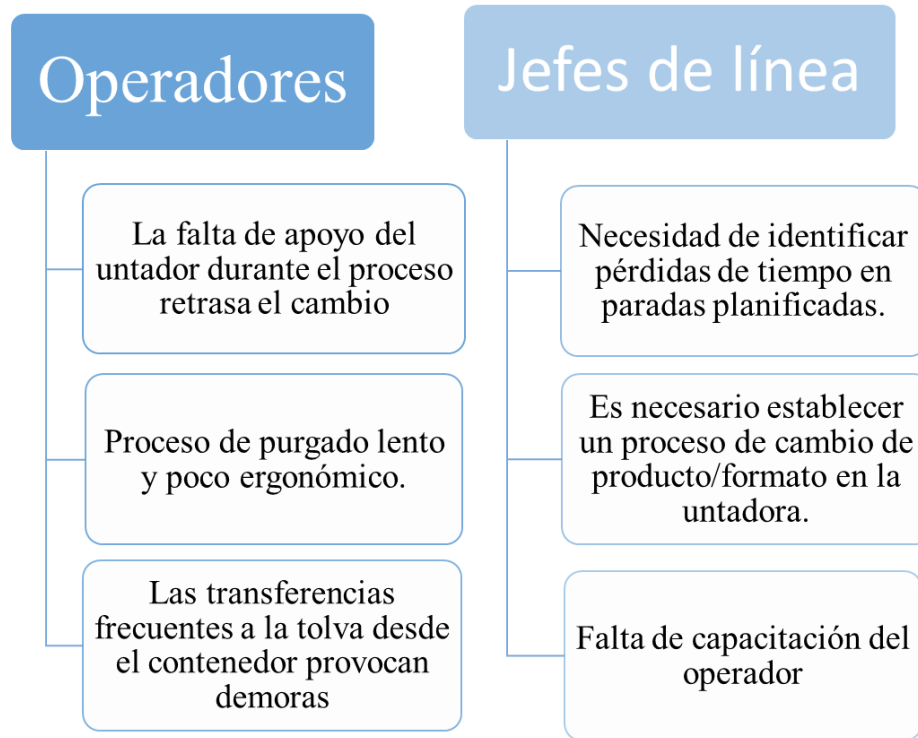 Operadores
La falta de apoyo del
untador durante el proceso
retrasa el cambio
Proceso de purgado lento
y poco ergonómico.
Las transferencias
frecuentes a la tolva desde
el contenedor provocan
demoras
Jefes de línea
Necesidad de identificar
pérdidas de tiempo en
paradas planificadas.
Es necesario establecer
un proceso de cambio de
producto/formato en la
untadora.
Falta de capacitación del
operador